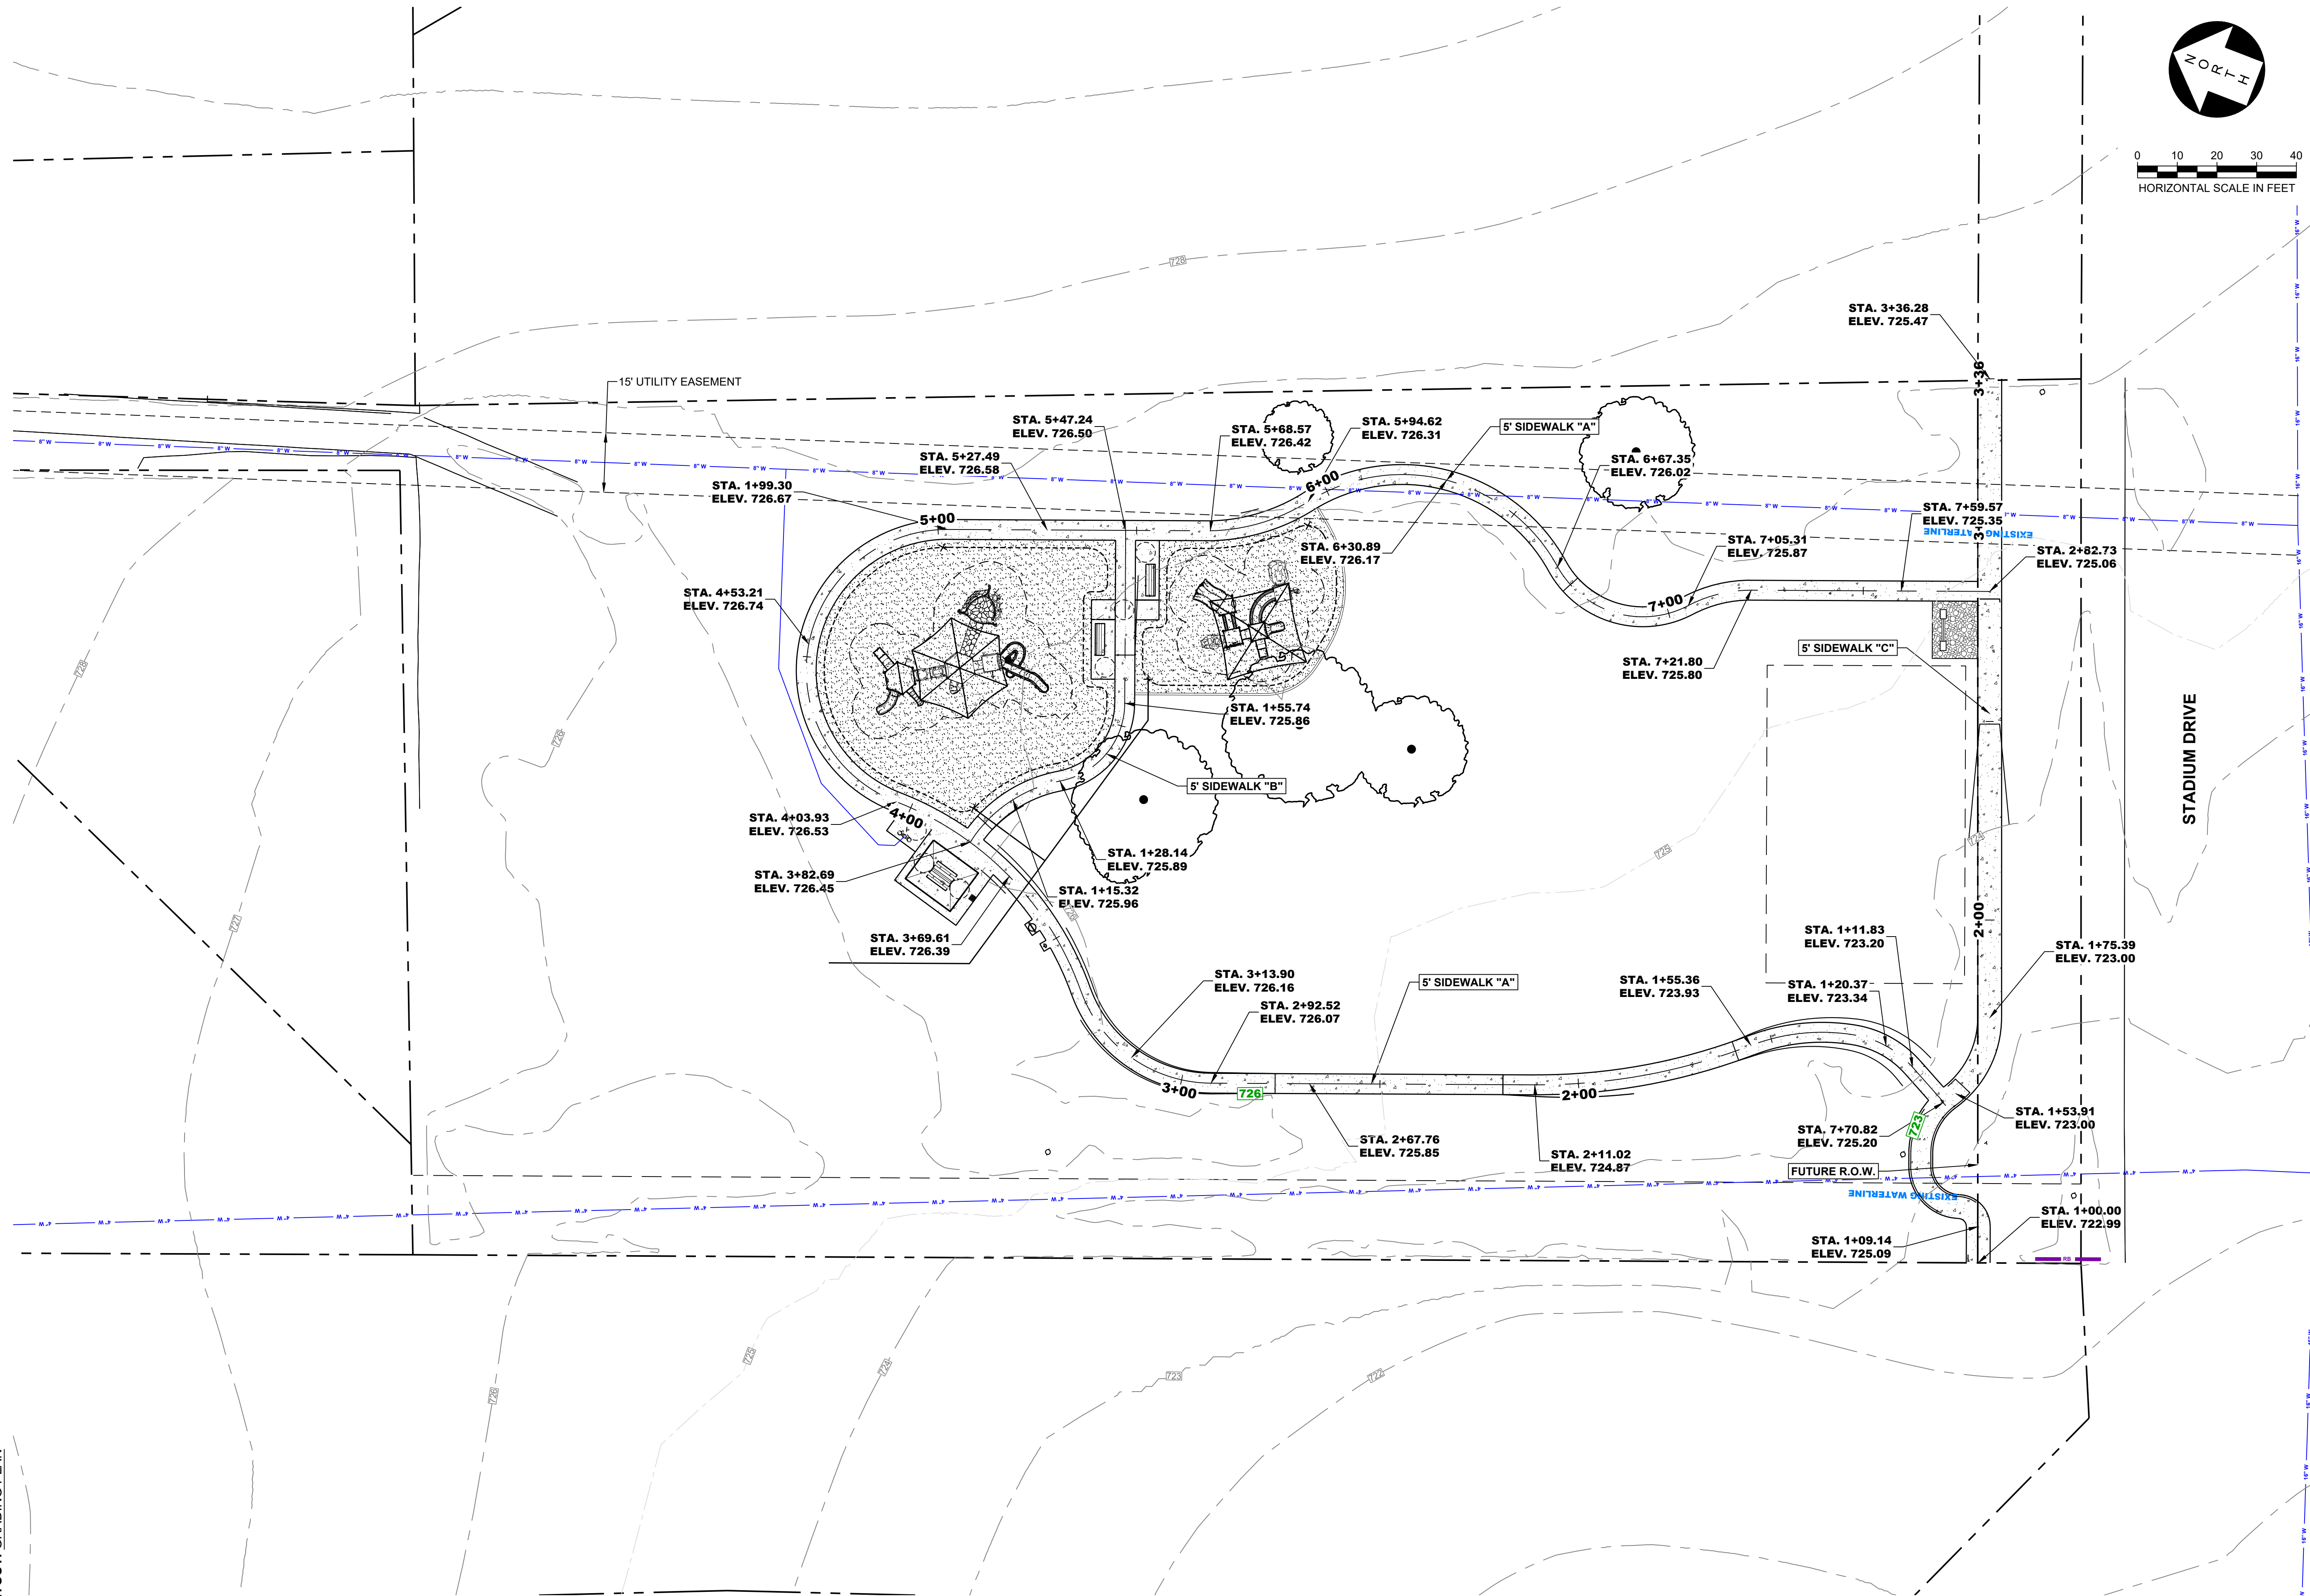 NORTH
0 10 20 30 40
HORIZONTAL SCALE IN FEET
728
STA. 3+36.28
ELEV. 725.47
3+36
15' UTILITY EASEMENT
STA. 5+47.24
ELEV. 726.50
STA. 5+68.57
ELEV. 726.42
STA. 5+94.62
ELEV. 726.31
5' SIDEWALK "A"
STA. 5+27.49
ELEV. 726.58
STA. 6+67.35
ELEV. 726.02
STA. 1+99.30
ELEV. 726.67
6+00
5+00
STA. 7+59.57
ELEV. 725.35
EXISTING WATERLINE
STA. 6+30.89
ELEV. 726.17
STA. 7+05.31
ELEV. 725.87
STA. 2+82.73
ELEV. 725.06
STA. 4+53.21
ELEV. 726.74
7+00
5' SIDEWALK "C"
STA. 7+21.80
ELEV. 725.80
728
STA. 1+55.74
ELEV. 725.86
726
STADIUM DRIVE
5' SIDEWALK "B"
STA. 4+03.93
ELEV. 726.53
4+00
724
725
STA. 1+28.14
ELEV. 725.89
STA. 3+82.69
ELEV. 726.45
STA. 1+15.32
ELEV. 725.96
726
727
2+00
STA. 3+69.61
ELEV. 726.39
STA. 1+11.83
ELEV. 723.20
STA. 1+75.39
ELEV. 723.00
STA. 3+13.90
ELEV. 726.16
5' SIDEWALK "A"
STA. 1+55.36
ELEV. 723.93
STA. 1+20.37
ELEV. 723.34
STA. 2+92.52
ELEV. 726.07
3+00
726
2+00
STA. 1+53.91
ELEV. 723.00
723
STA. 7+70.82
ELEV. 725.20
STA. 2+67.76
ELEV. 725.85
STA. 2+11.02
ELEV. 724.87
FUTURE R.O.W.
EXISTING WATERLINE
STA. 1+00.00
ELEV. 722.99
STA. 1+09.14
ELEV. 725.09
RB
8"W
4"W
16"W
726
725
724
723
722